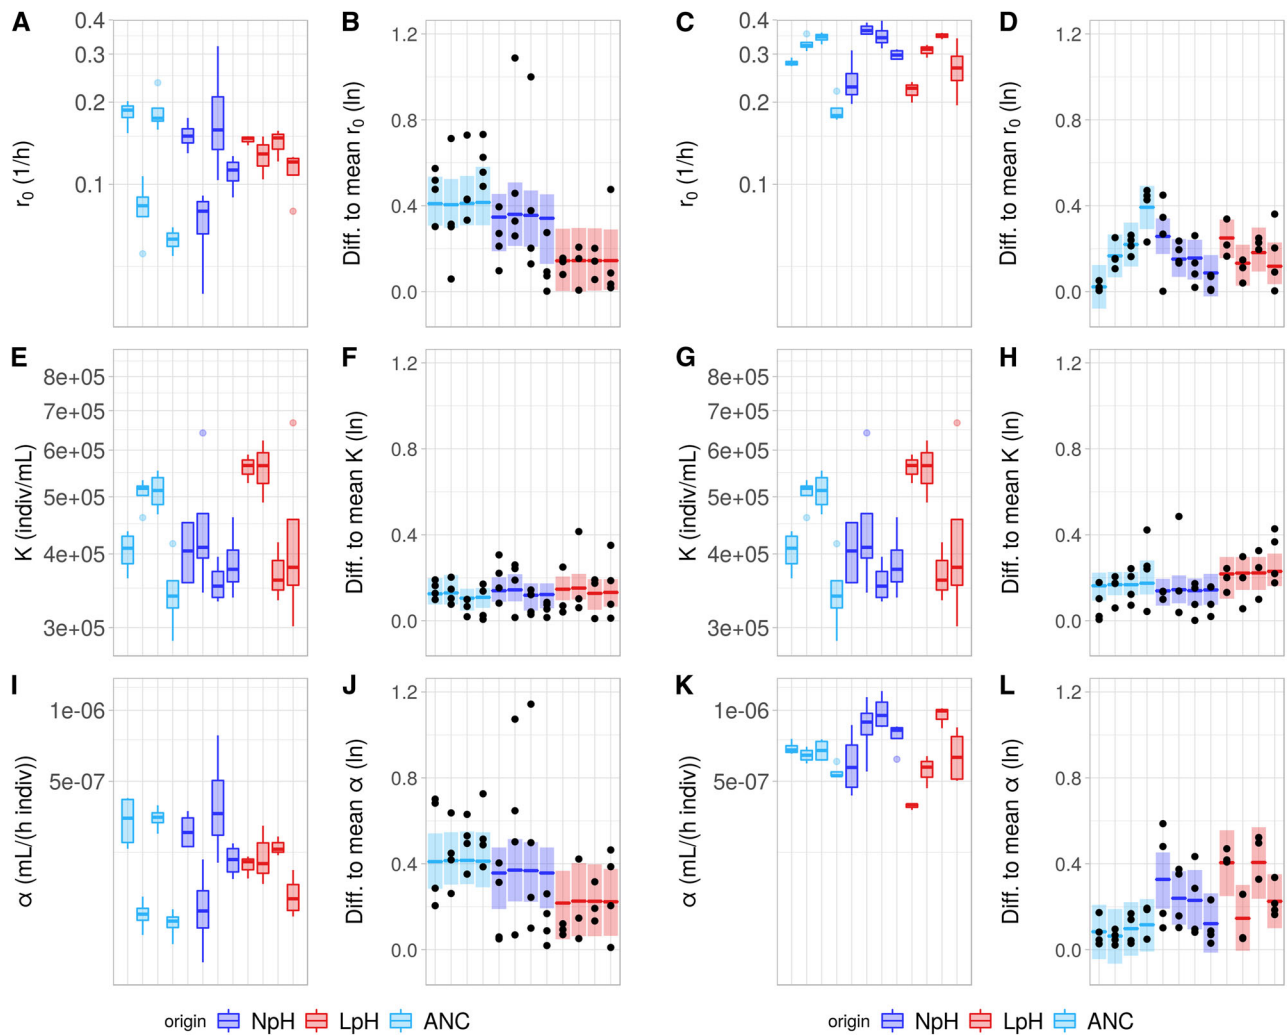 A
r0 (1/h)
0.4
0.3
0.2
0.1
B
Diff. to mean r0 (ln)
1.2
0.8
0.4
0.0
C
r0 (1/h)
0.4
0.3
0.2
0.1
D
Diff. to mean r0 (ln)
1.2
0.8
0.4
0.0
E
K (indiv/mL)
8e+05
7e+05
6e+05
5e+05
4e+05
3e+05
F
Diff. to mean K (ln)
1.2
0.8
0.4
0.0
G
K (indiv/mL)
8e+05
7e+05
6e+05
5e+05
4e+05
3e+05
H
Diff. to mean K (ln)
1.2
0.8
0.4
0.0
I
α (mL/(h indiv))
1e-06
5e-07
J
Diff. to mean α (ln)
1.2
0.8
0.4
0.0
K
α (mL/(h indiv))
1e-06
5e-07
L
Diff. to mean α (ln)
1.2
0.8
0.4
0.0
origin NpH LpH ANC
origin NpH LpH ANC